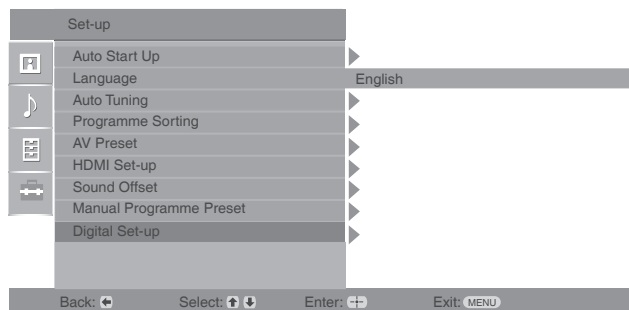 Set-up
Auto Start Up
Language English
Auto Tuning
Programme Sorting
AV Preset
HDMI Set-up
Sound Offset
Manual Programme Preset
Digital Set-up
Back: Select: Enter: Exit: MENU